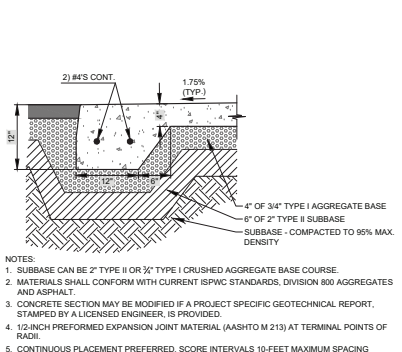 2) #4'S CONT.
1.75%
(TYP.)
4"
12"
12"
6"
4" OF 3/4" TYPE I AGGREGATE BASE
6" OF 2" TYPE II SUBBASE
SUBBASE - COMPACTED TO 95% MAX.
DENSITY
NOTES:
1. SUBBASE CAN BE 2" TYPE II OR ¾" TYPE I CRUSHED AGGREGATE BASE COURSE.
2. MATERIALS SHALL CONFORM WITH CURRENT ISPWC STANDARDS, DIVISION 800 AGGREGATES
AND ASPHALT.
3. CONCRETE SECTION MAY BE MODIFIED IF A PROJECT SPECIFIC GEOTECHNICAL REPORT,
STAMPED BY A LICENSED ENGINEER, IS PROVIDED.
4. 1/2-INCH PREFORMED EXPANSION JOINT MATERIAL (AASHTO M 213) AT TERMINAL POINTS OF
RADII.
5. CONTINUOUS PLACEMENT PREFERRED, SCORE INTERVALS 10-FEET MAXIMUM SPACING